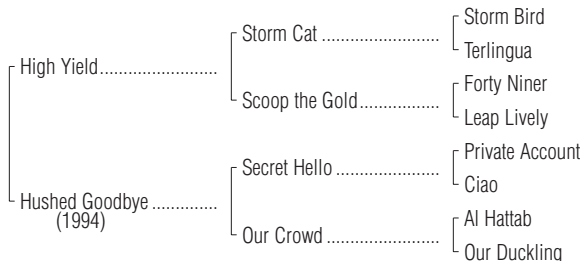 Storm Bird
Storm Cat ..........................
Terlingua
High Yield..........................
Forty Niner
Scoop the Gold..................
Leap Lively
Private Account
Secret Hello .......................
Ciao
Hushed Goodbye ..............
(1994)
Al Hattab
Our Crowd .........................
Our Duckling